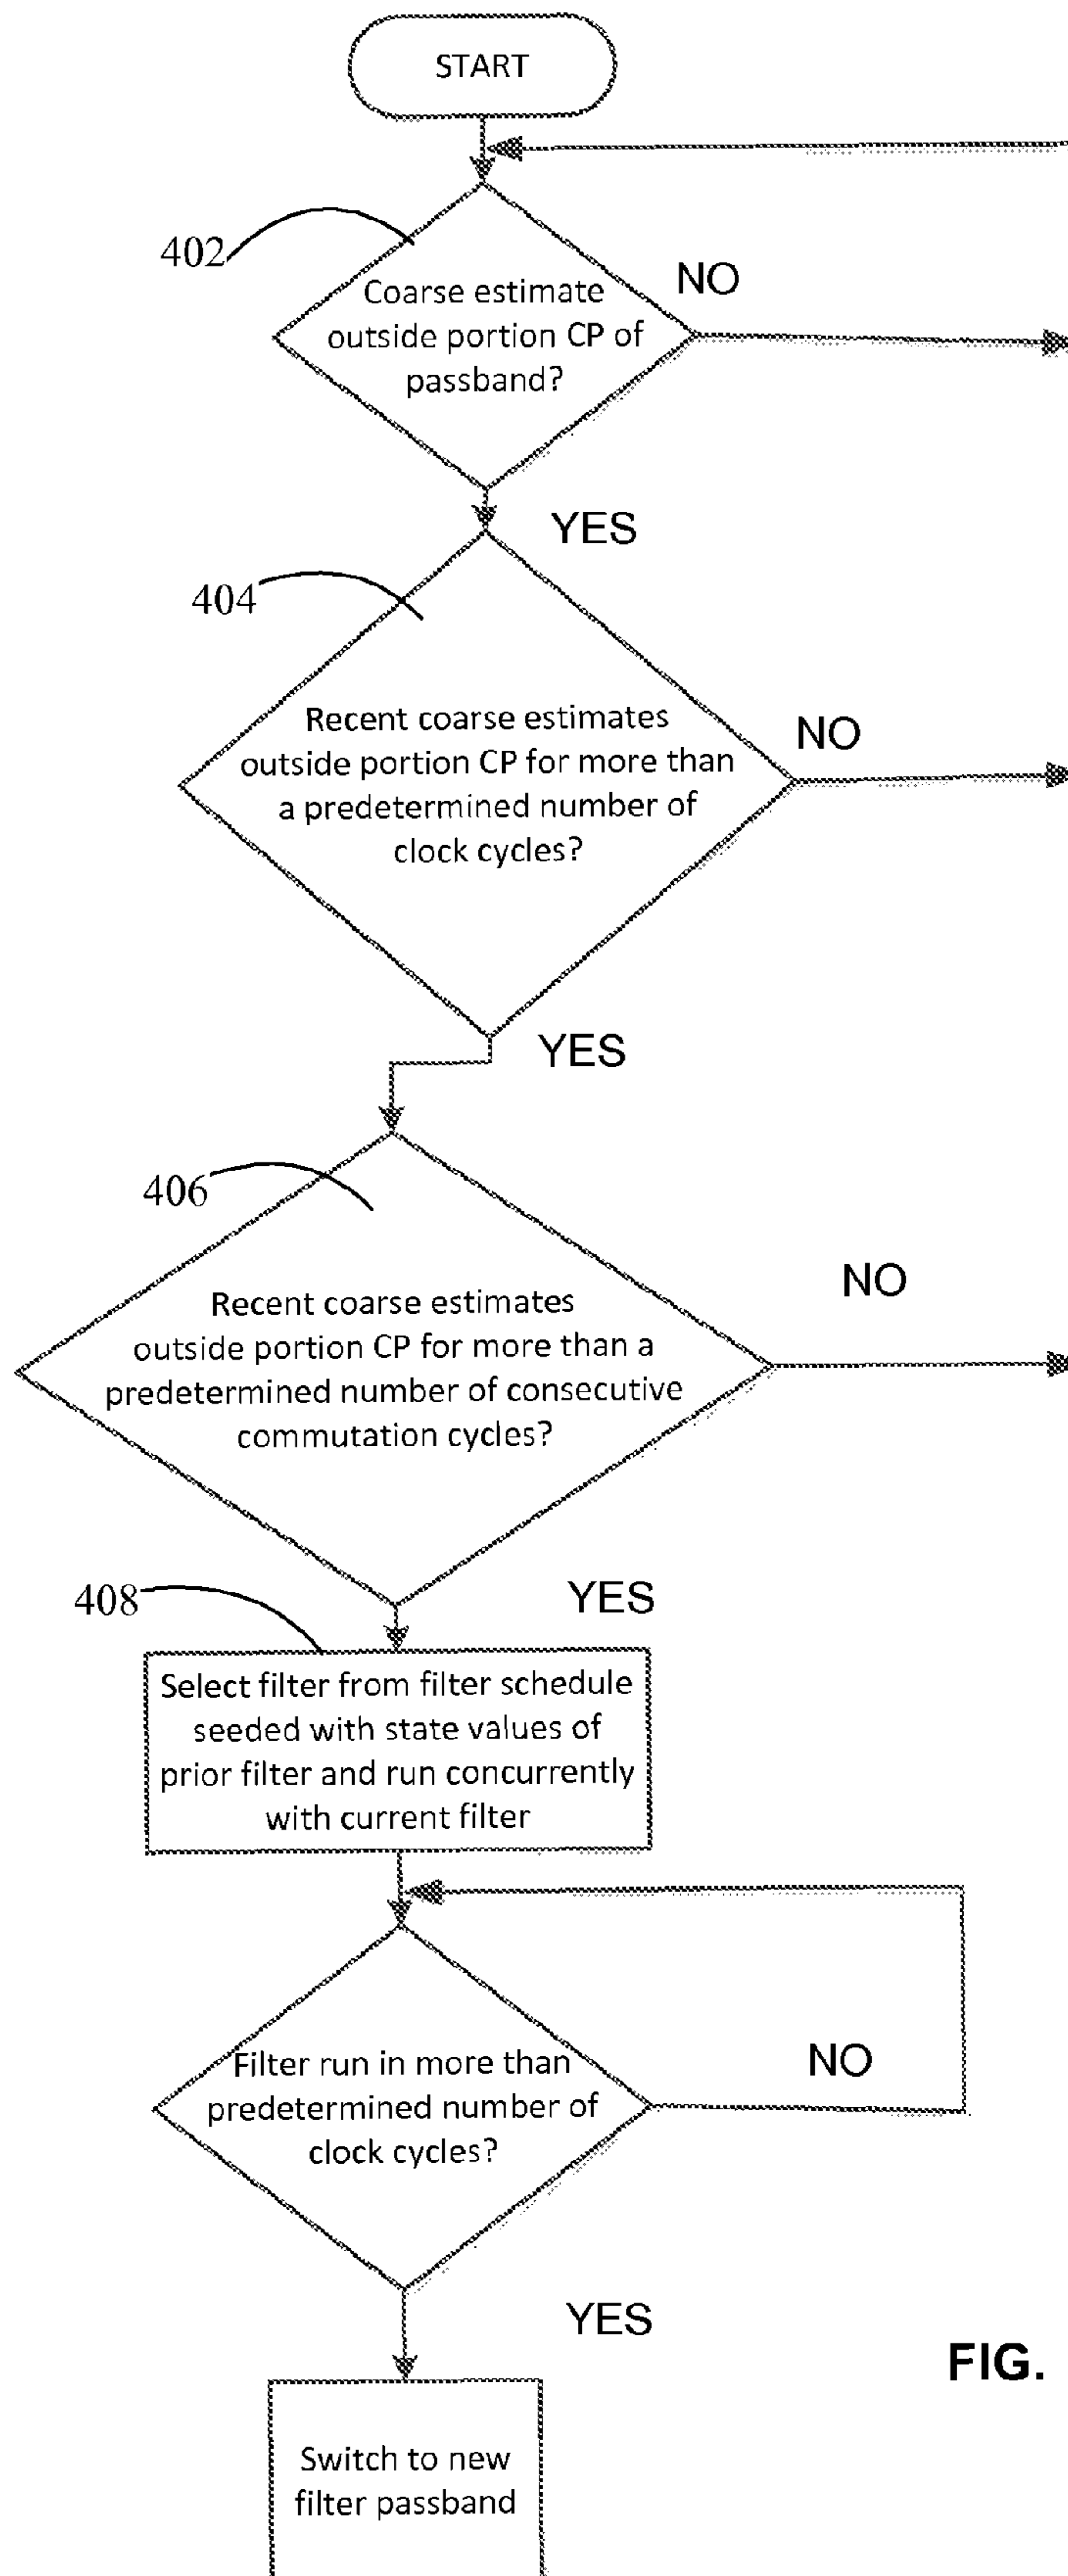 START
402
Coarse estimate
outside portion CP of
passband?
NO
YES
404
Recent coarse estimates
outside portion CP for more than
a predetermined number of
clock cycles?
NO
YES
406
Recent coarse estimates
outside portion CP for more than a
predetermined number of consecutive
commutation cycles?
NO
YES
408
Select filter from filter schedule
seeded with state values of
prior filter and run concurrently
with current filter
Filter run in more than
predetermined number of
clock cycles?
NO
YES
FIG.
Switch to new
filter passband